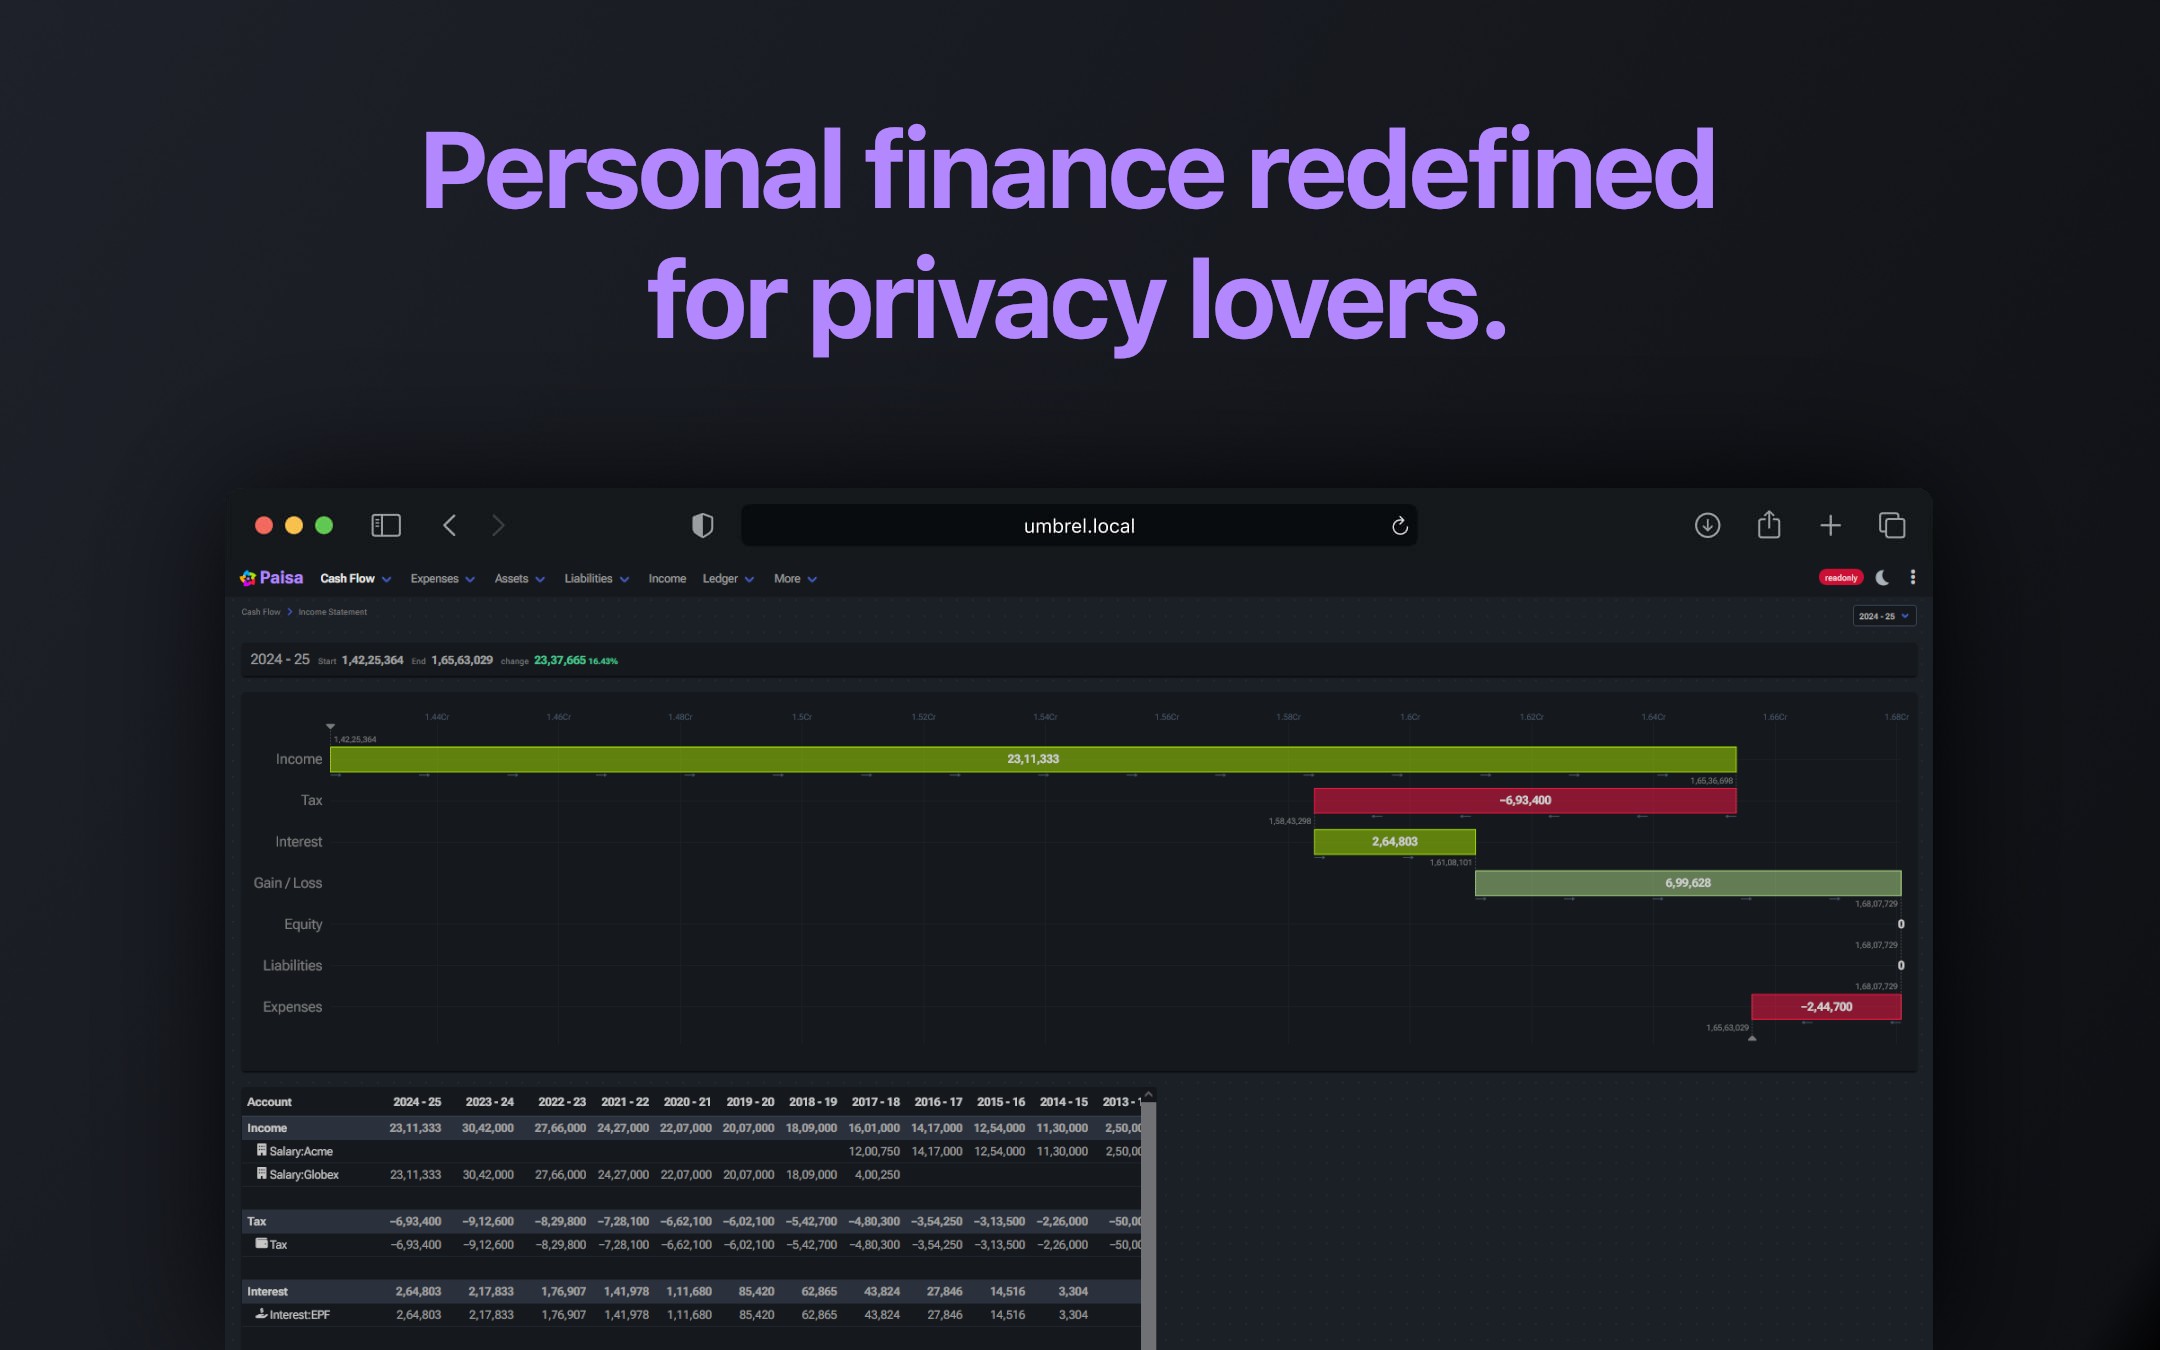 Personal finance redefined
for privacy lovers.
umbrel.local
Paisa Cash Flow Expenses Assets Liabilities Income Ledger More readonly
Cash Flow Income Statement 2024 - 25
2024 - 25 Start 1,42,25,364 End 1,65,63,029 change 23,37,665 16.43%
1.44Cr 1.46Cr 1.48Cr 1.5Cr 1.52Cr 1.54Cr 1.56Cr 1.58Cr 1.6Cr 1.62Cr 1.64Cr 1.66Cr 1.68Cr
1,42,25,364
Income 23,11,333
1,65,36,698
Tax −6,93,400
1,58,43,298
Interest 2,64,803
1,61,08,101
Gain / Loss 6,99,628
1,68,07,729
Equity 0
1,68,07,729
Liabilities 0
1,68,07,729
Expenses −2,44,700
1,65,63,029
Account 2024 - 25 2023 - 24 2022 - 23 2021 - 22 2020 - 21 2019 - 20 2018 - 19 2017 - 18 2016 - 17 2015 - 16 2014 - 15 2013 -
Income 23,11,333 30,42,000 27,66,000 24,27,000 22,07,000 20,07,000 18,09,000 16,01,000 14,17,000 12,54,000 11,30,000 2,50,00
Salary:Acme 12,00,750 14,17,000 12,54,000 11,30,000 2,50,00
Salary:Globex 23,11,333 30,42,000 27,66,000 24,27,000 22,07,000 20,07,000 18,09,000 4,00,250
Tax −6,93,400 −9,12,600 −8,29,800 −7,28,100 −6,62,100 −6,02,100 −5,42,700 −4,80,300 −3,54,250 −3,13,500 −2,26,000 −50,00
Tax −6,93,400 −9,12,600 −8,29,800 −7,28,100 −6,62,100 −6,02,100 −5,42,700 −4,80,300 −3,54,250 −3,13,500 −2,26,000 −50,00
Interest 2,64,803 2,17,833 1,76,907 1,41,978 1,11,680 85,420 62,865 43,824 27,846 14,516 3,304
Interest:EPF 2,64,803 2,17,833 1,76,907 1,41,978 1,11,680 85,420 62,865 43,824 27,846 14,516 3,304